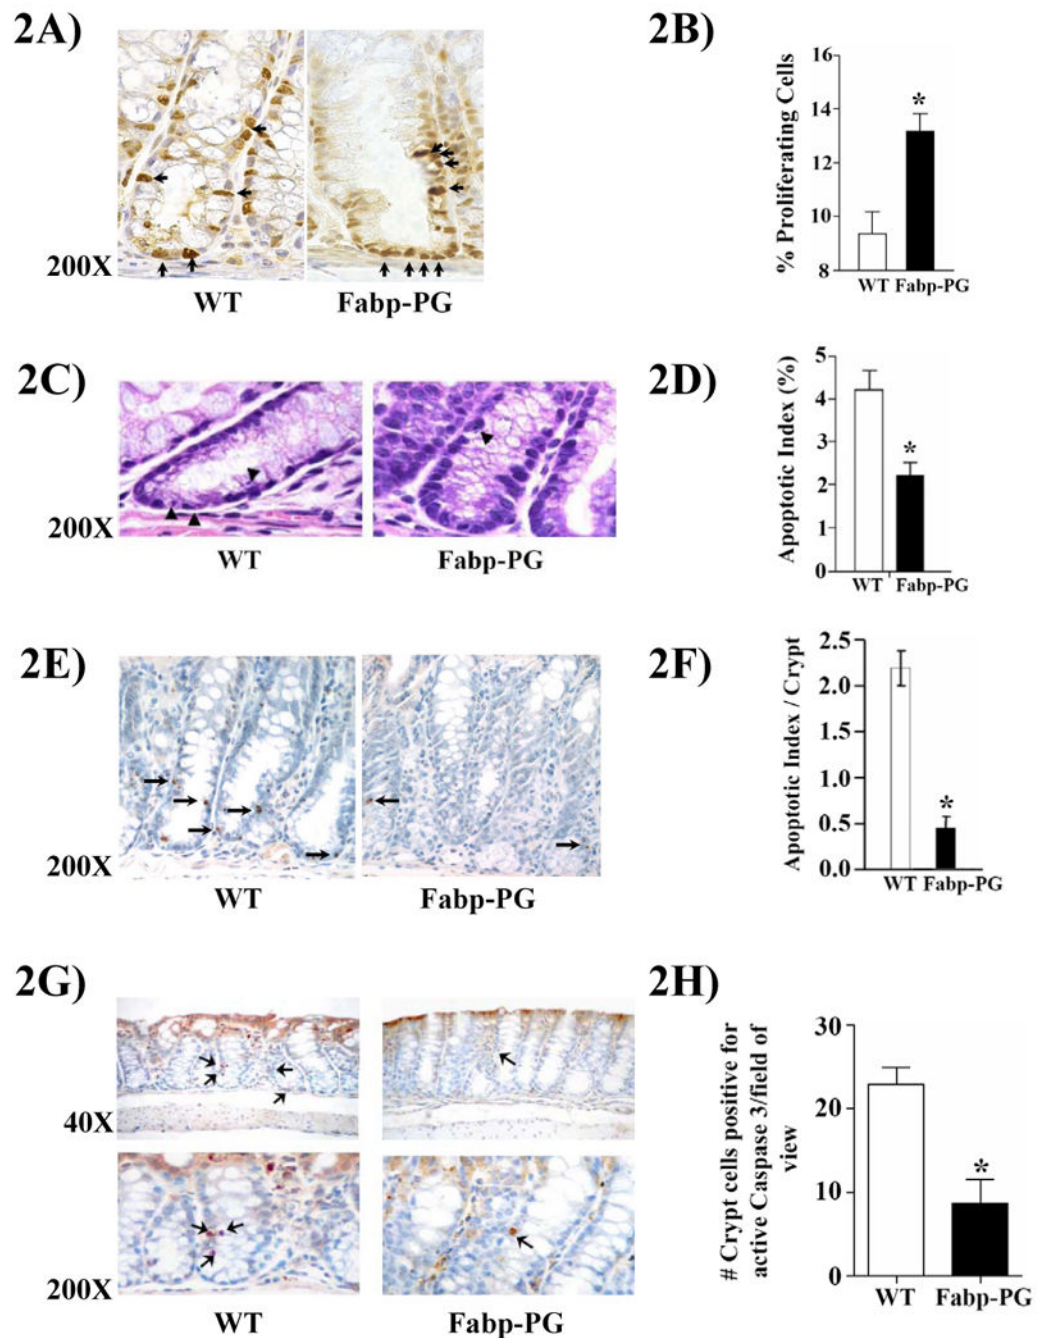 2A)
200X
WT
Fabp-PG
2B)
% Proliferating Cells
16
14
12
10
8
*
WT
Fabp-PG
2C)
200X
WT
Fabp-PG
2D)
Apoptotic Index (%)
5
4
3
2
1
0
*
WT
Fabp-PG
2E)
200X
WT
Fabp-PG
2F)
Apoptotic Index / Crypt
2.5
2.0
1.5
1.0
0.5
0.0
*
WT
Fabp-PG
2G)
40X
200X
WT
Fabp-PG
2H)
# Crypt cells positive for
active Caspase 3/field of
view
30
20
10
0
*
WT
Fabp-PG